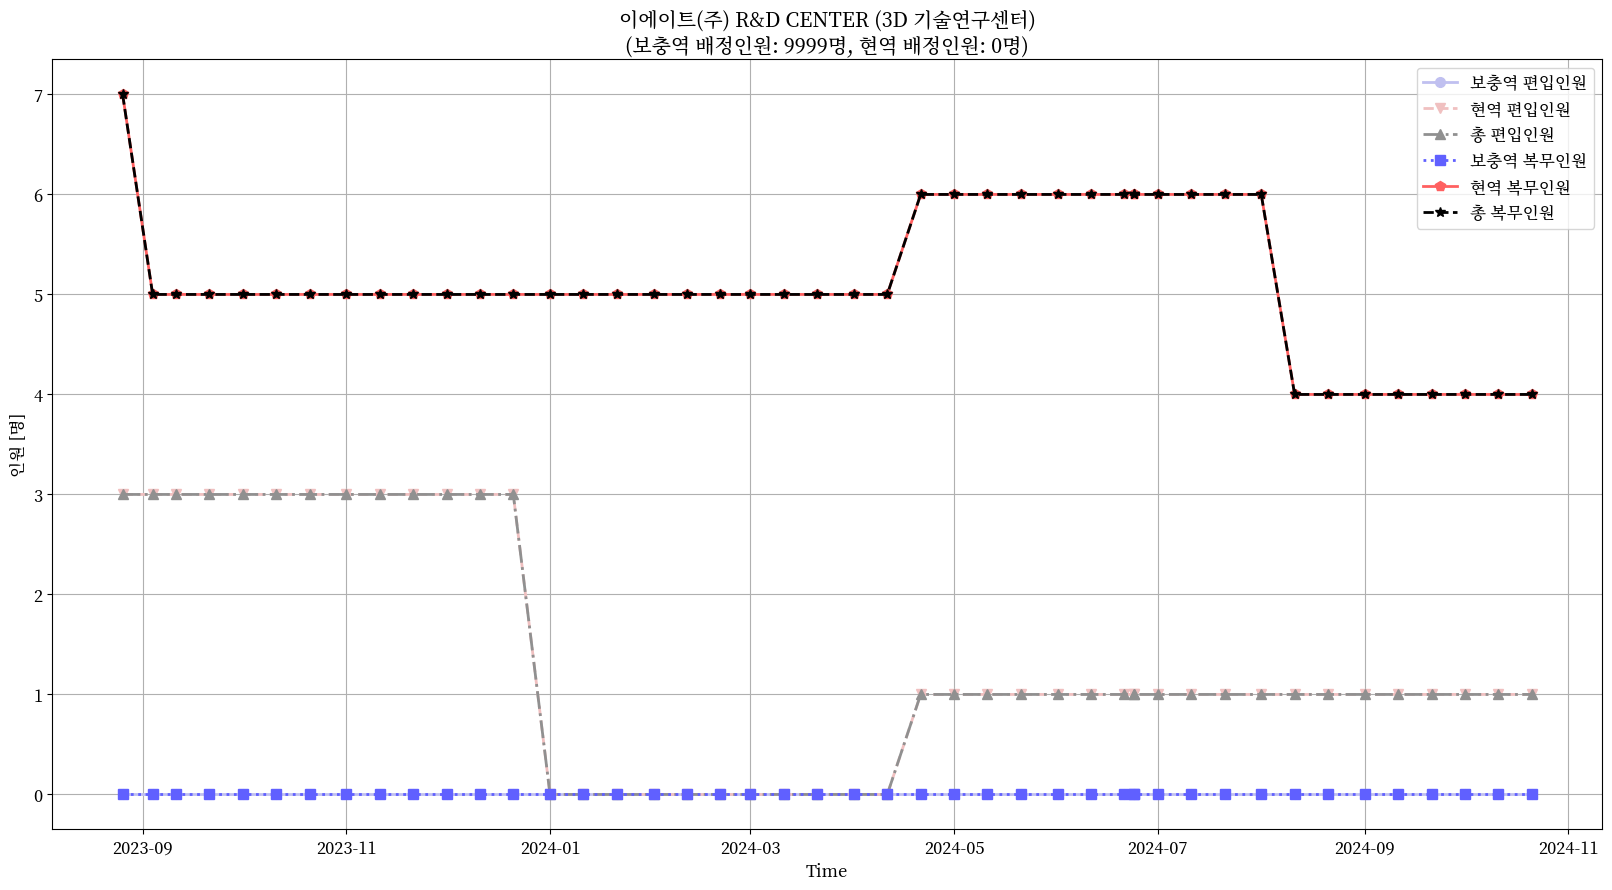 이에이트(주) R&D CENTER (3D 기술연구센터)
(보충역 배정인원: 9999명, 현역 배정인원: 0명)
보충역 편입인원
현역 편입인원
총 편입인원
보충역 복무인원
현역 복무인원
총 복무인원
인원 [명]
7
6
5
4
3
2
1
0
2023-09
2023-11
2024-01
2024-03
2024-05
2024-07
2024-09
2024-11
Time